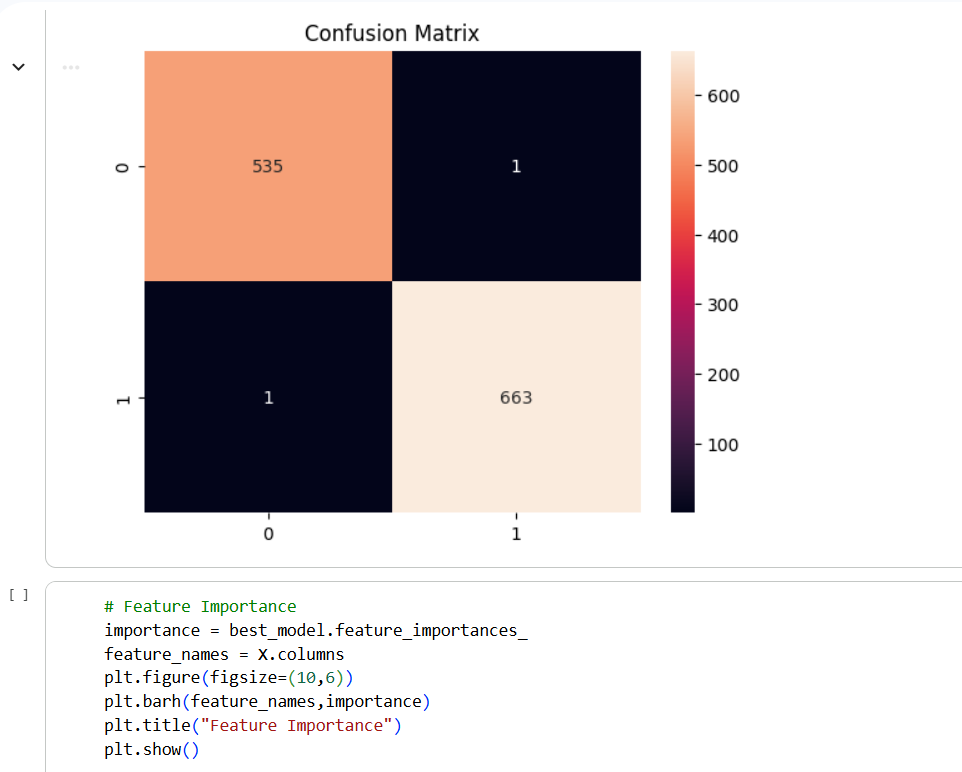 Confusion Matrix
0
535
1
600
500
400
300
200
100
1
1
663
0
1
[ ]
# Feature Importance
importance = best_model.feature_importances_
feature_names = X.columns
plt.figure(figsize=(10,6))
plt.barh(feature_names,importance)
plt.title("Feature Importance")
plt.show()